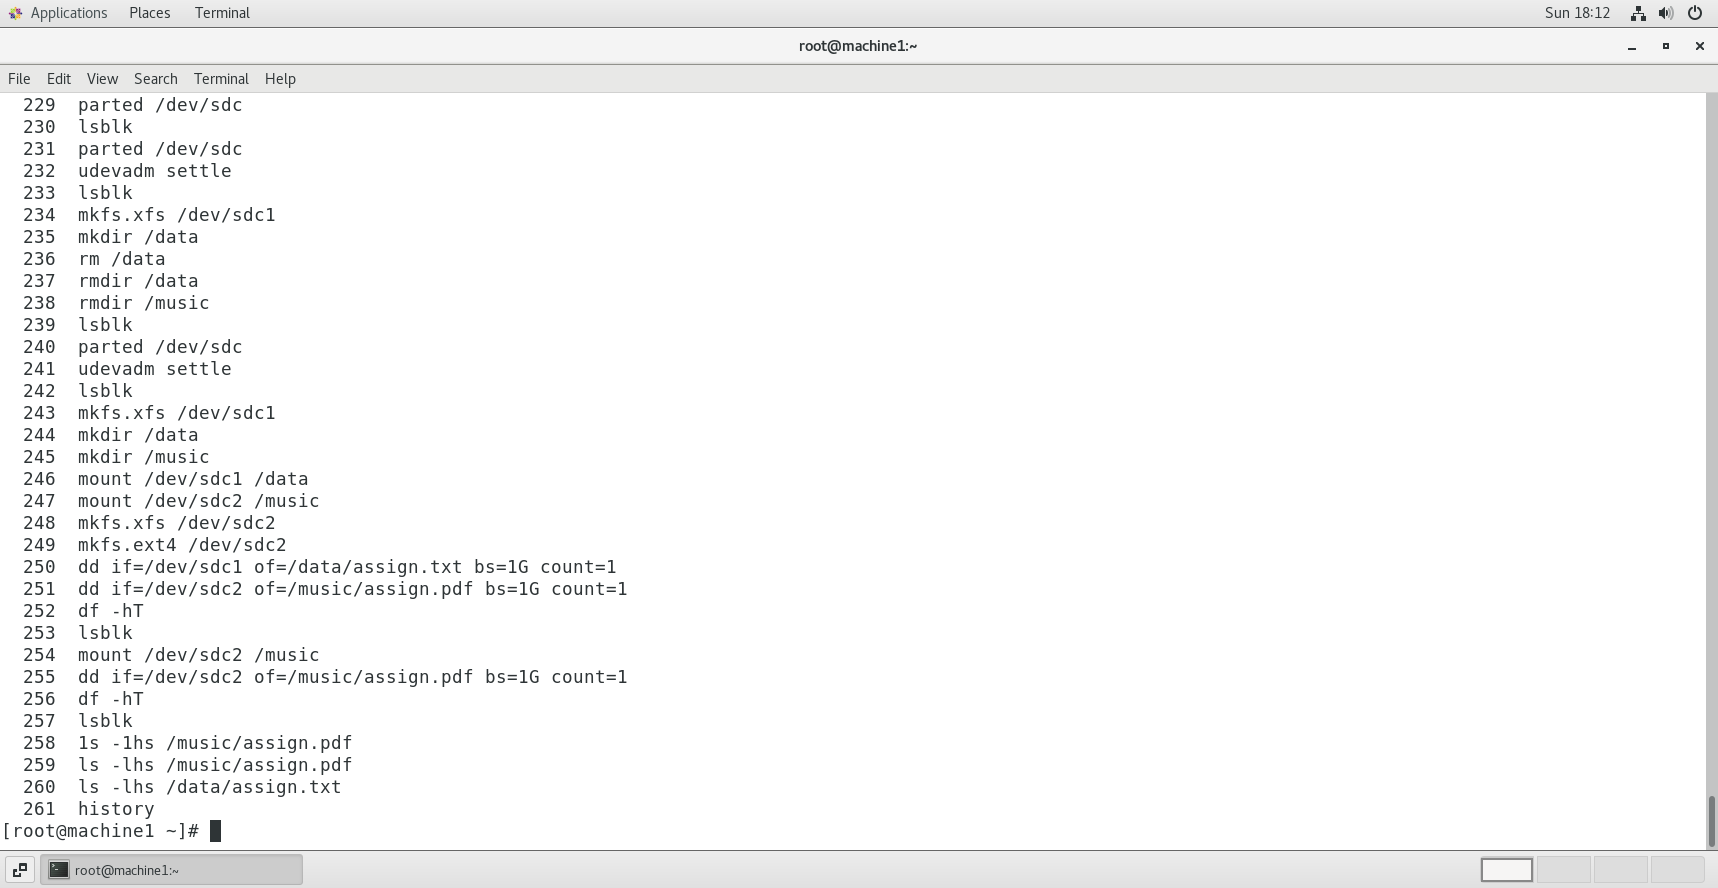 Applications Places Terminal Sun 18:12
root@machine1:~
File Edit View Search Terminal Help
229 parted /dev/sdc
230 lsblk
231 parted /dev/sdc
232 udevadm settle
233 lsblk
234 mkfs.xfs /dev/sdc1
235 mkdir /data
236 rm /data
237 rmdir /data
238 rmdir /music
239 lsblk
240 parted /dev/sdc
241 udevadm settle
242 lsblk
243 mkfs.xfs /dev/sdc1
244 mkdir /data
245 mkdir /music
246 mount /dev/sdc1 /data
247 mount /dev/sdc2 /music
248 mkfs.xfs /dev/sdc2
249 mkfs.ext4 /dev/sdc2
250 dd if=/dev/sdc1 of=/data/assign.txt bs=1G count=1
251 dd if=/dev/sdc2 of=/music/assign.pdf bs=1G count=1
252 df -hT
253 lsblk
254 mount /dev/sdc2 /music
255 dd if=/dev/sdc2 of=/music/assign.pdf bs=1G count=1
256 df -hT
257 lsblk
258 1s -1hs /music/assign.pdf
259 ls -lhs /music/assign.pdf
260 ls -lhs /data/assign.txt
261 history
[root@machine1 ~]#
root@machine1:~